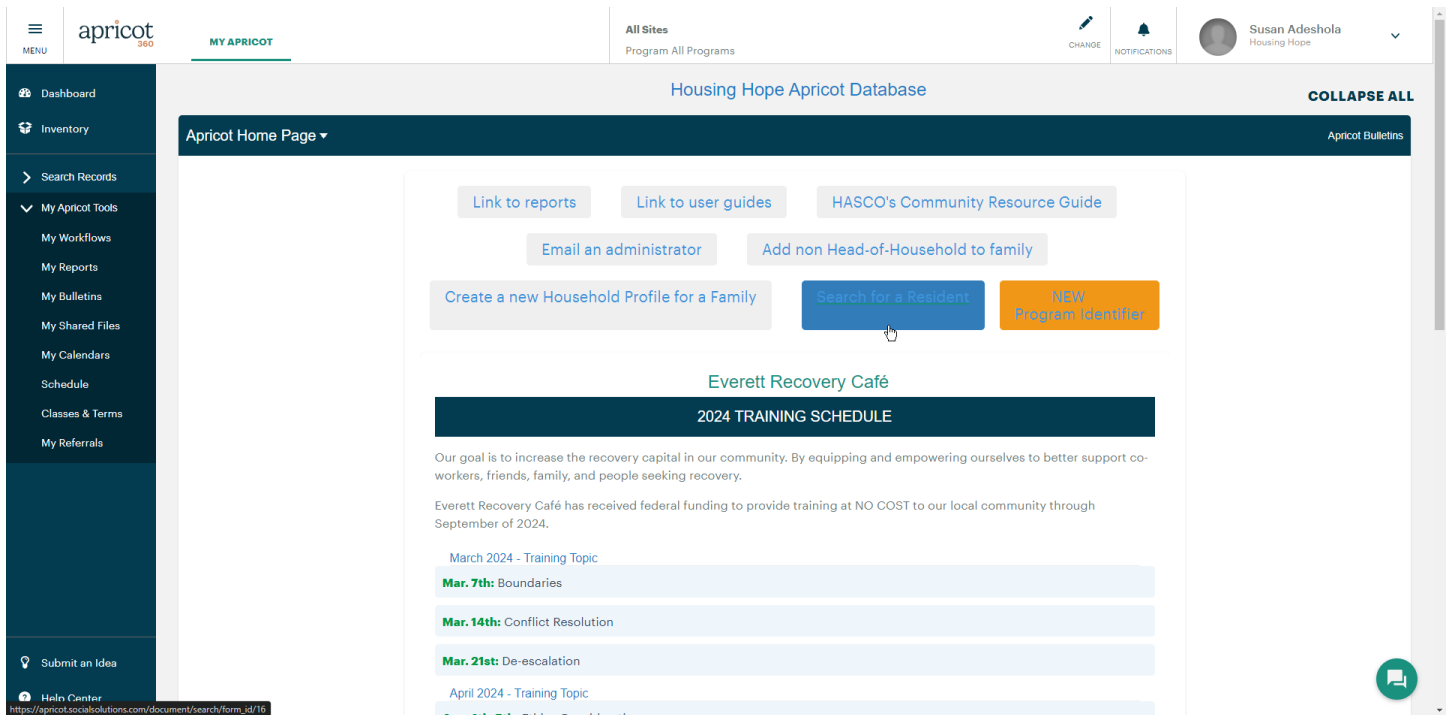 MENU
apricot
360
MY APRICOT
All Sites
Program All Programs
CHANGE
NOTIFICATIONS
Susan Adeshola
Housing Hope
Dashboard
Inventory
Search Records
My Apricot Tools
My Workflows
My Reports
My Bulletins
My Shared Files
My Calendars
Schedule
Classes & Terms
My Referrals
Submit an Idea
Help Center
https://apricot.socialsolutions.com/document/search/form_id/16
Housing Hope Apricot Database
COLLAPSE ALL
Apricot Home Page
Apricot Bulletins
Link to reports
Link to user guides
HASCO's Community Resource Guide
Email an administrator
Add non Head-of-Household to family
Create a new Household Profile for a Family
Search for a Resident
NEW
Program Identifier
Everett Recovery Café
2024 TRAINING SCHEDULE
Our goal is to increase the recovery capital in our community. By equipping and empowering ourselves to better support co-
workers, friends, family, and people seeking recovery.
Everett Recovery Café has received federal funding to provide training at NO COST to our local community through
September of 2024.
March 2024 - Training Topic
Mar. 7th: Boundaries
Mar. 14th: Conflict Resolution
Mar. 21st: De-escalation
April 2024 - Training Topic